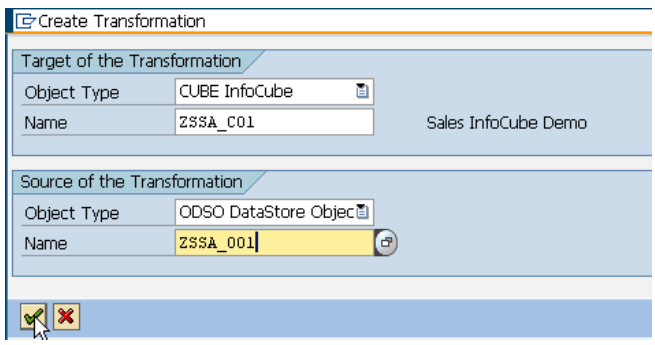 Create Transformation
Target of the Transformation
Object Type CUBE InfoCube
Name ZSSA_C01 Sales InfoCube Demo
Source of the Transformation
Object Type ODSO DataStore Objec
Name ZSSA_001